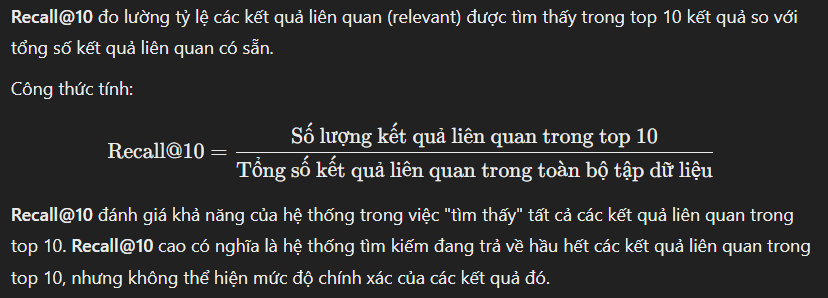 Recall@10 đo lường tỷ lệ các kết quả liên quan (relevant) được tìm thấy trong top 10 kết quả so với
tổng số kết quả liên quan có sẵn.
Công thức tính:
Recall@10 = Số lượng kết quả liên quan trong top 10 / Tổng số kết quả liên quan trong toàn bộ tập dữ liệu
Recall@10 đánh giá khả năng của hệ thống trong việc "tìm thấy" tất cả các kết quả liên quan trong
top 10. Recall@10 cao có nghĩa là hệ thống tìm kiếm đang trả về hầu hết các kết quả liên quan trong
top 10, nhưng không thể hiện mức độ chính xác của các kết quả đó.